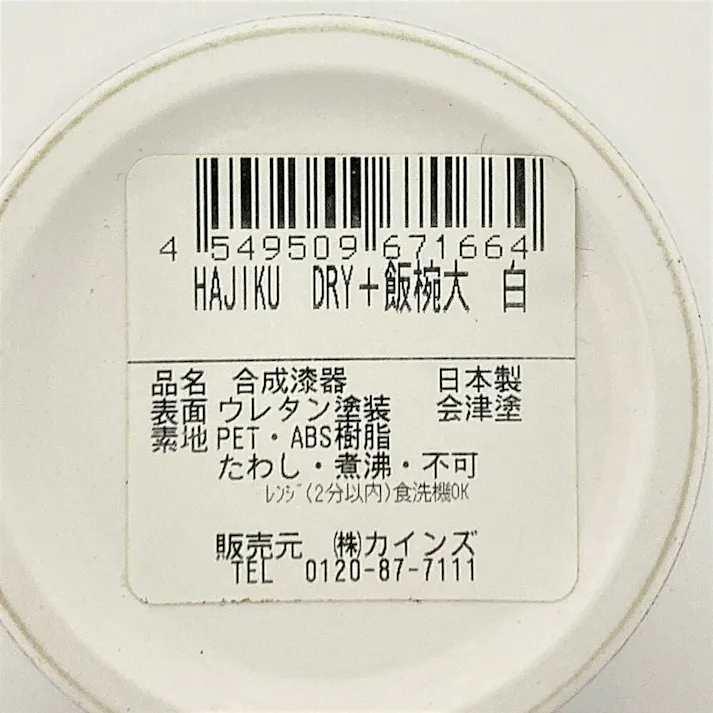 4 549509 671664
HAJIKU DRY+飯椀大 白
品名 合成漆器 日本製
表面 ウレタン塗装 会津塗
素地 PET・ABS樹脂
たわし・煮沸・不可
レンジ(2分以内)食洗機OK
販売元 ㈱カインズ
TEL 0120-87-7111